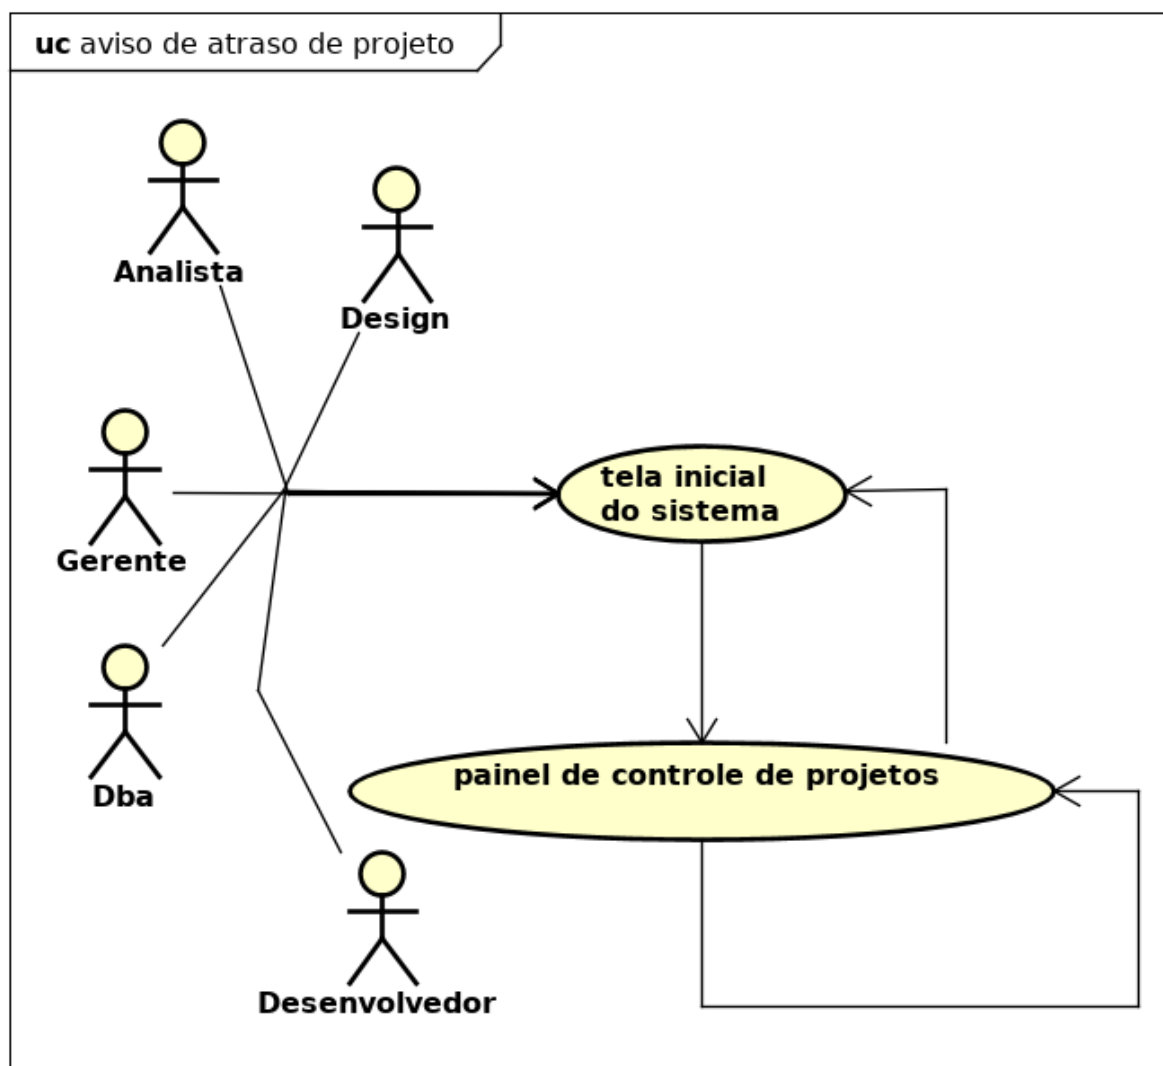 uc aviso de atraso de projeto
Analista
Design
Gerente
tela inicial
do sistema
Dba
painel de controle de projetos
Desenvolvedor